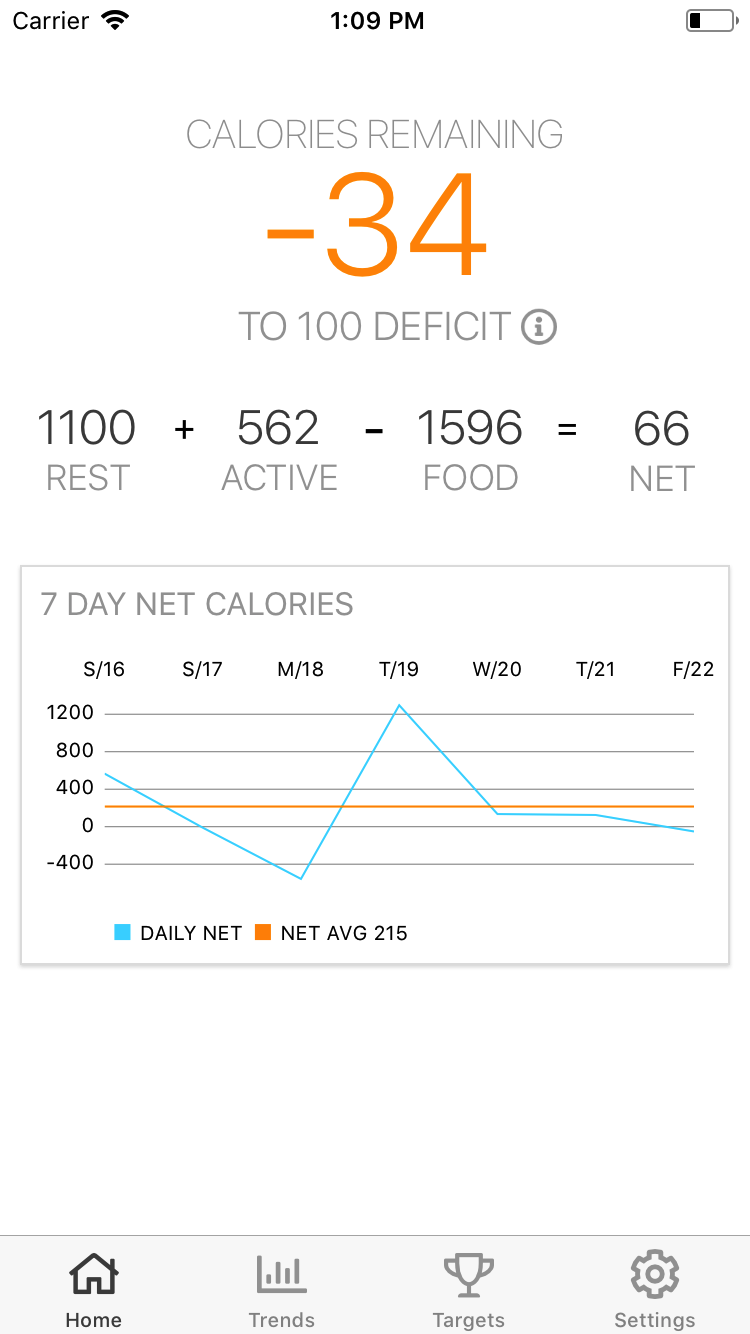 Carrier 1:09 PM
CALORIES REMAINING
-34
TO 100 DEFICIT
1100 + 562 - 1596 = 66
REST ACTIVE FOOD NET
7 DAY NET CALORIES
S/16 S/17 M/18 T/19 W/20 T/21 F/22
1200
800
400
0
-400
DAILY NET NET AVG 215
Home Trends Targets Settings